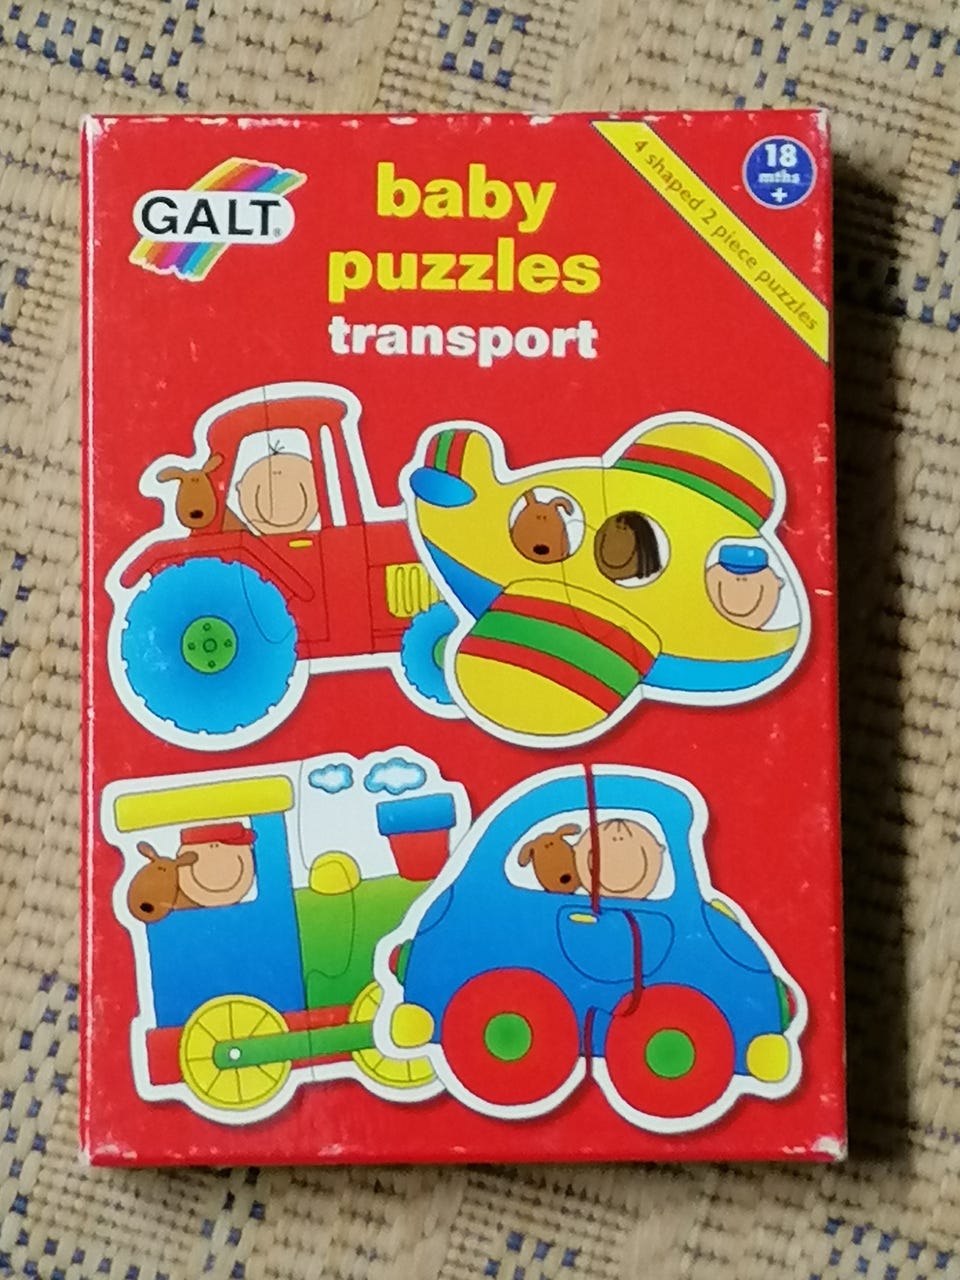 GALT®
baby
puzzles
transport
4 shaped 2 piece puzzles
18
mths
+